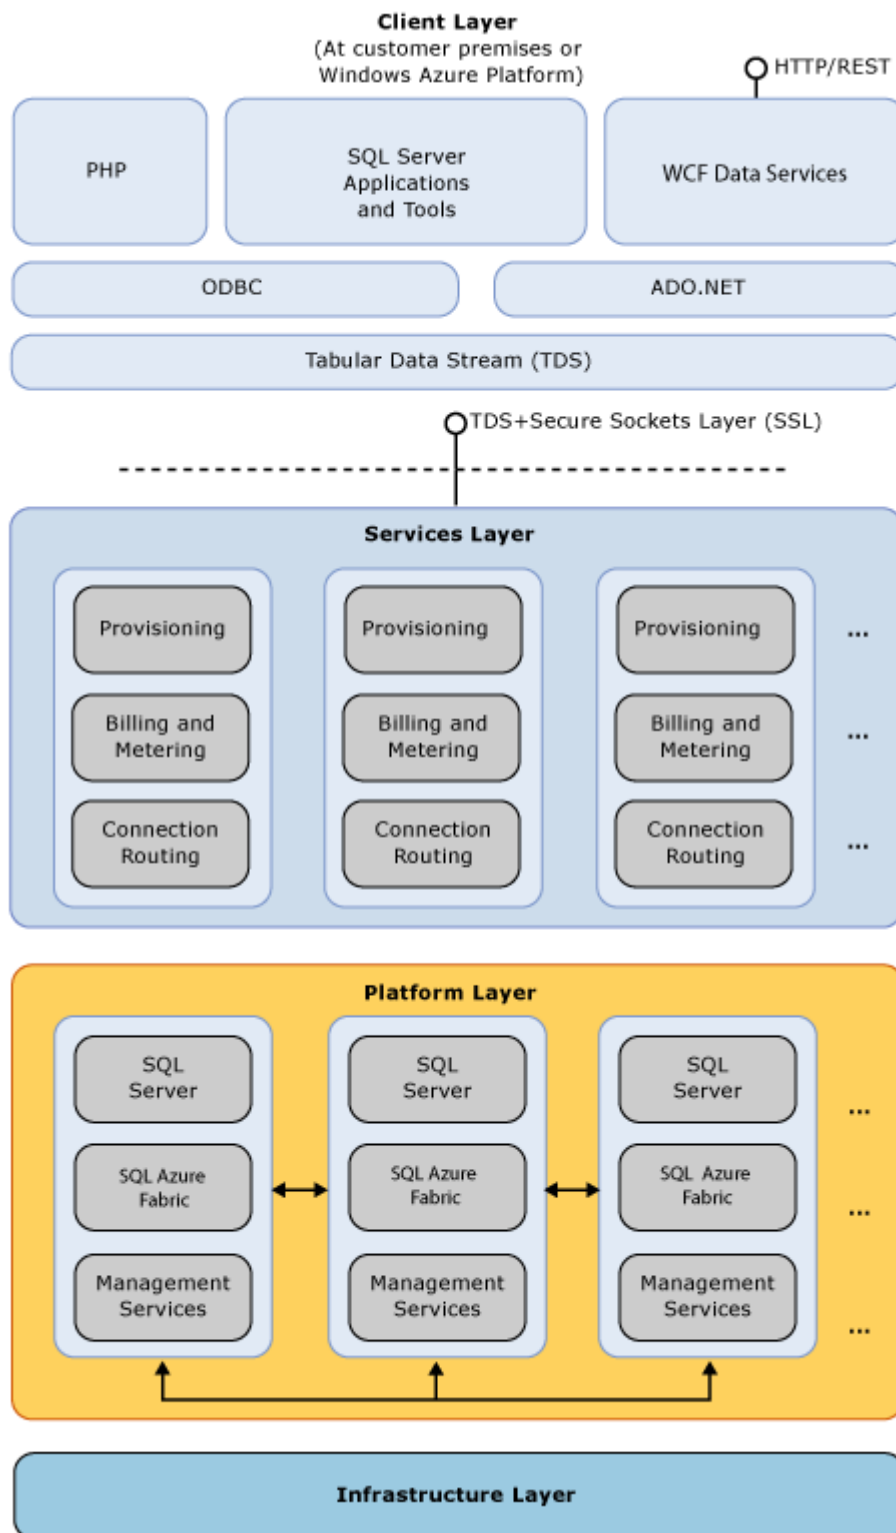 Client Layer
(At customer premises or
Windows Azure Platform)
HTTP/REST
PHP
SQL Server
Applications
and Tools
WCF Data Services
ODBC
ADO.NET
Tabular Data Stream (TDS)
TDS+Secure Sockets Layer (SSL)
Services Layer
Provisioning
Provisioning
Provisioning
...
Billing and
Metering
Billing and
Metering
Billing and
Metering
...
Connection
Routing
Connection
Routing
Connection
Routing
...
Platform Layer
SQL
Server
SQL
Server
SQL
Server
...
SQL Azure
Fabric
SQL Azure
Fabric
SQL Azure
Fabric
...
Management
Services
Management
Services
Management
Services
...
Infrastructure Layer